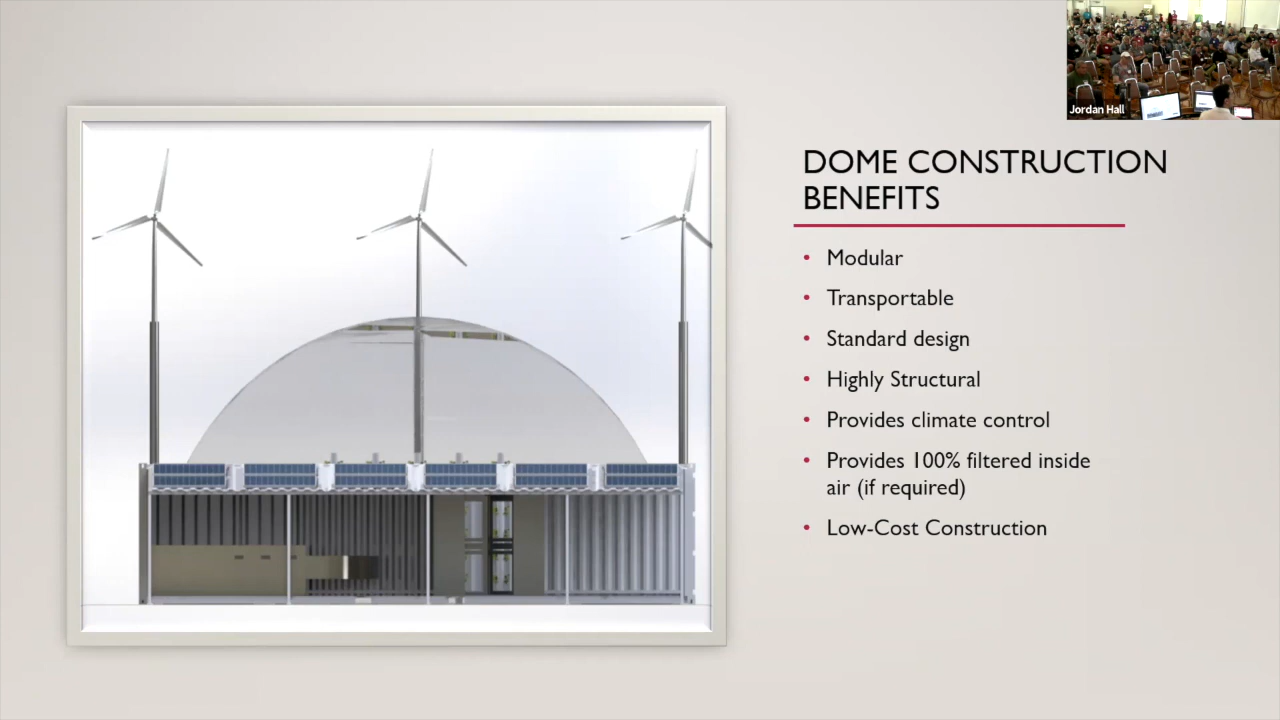 Jordan Hall
DOME CONSTRUCTION
BENEFITS
• Modular
• Transportable
• Standard design
• Highly Structural
• Provides climate control
• Provides 100% filtered inside
air (if required)
• Low-Cost Construction